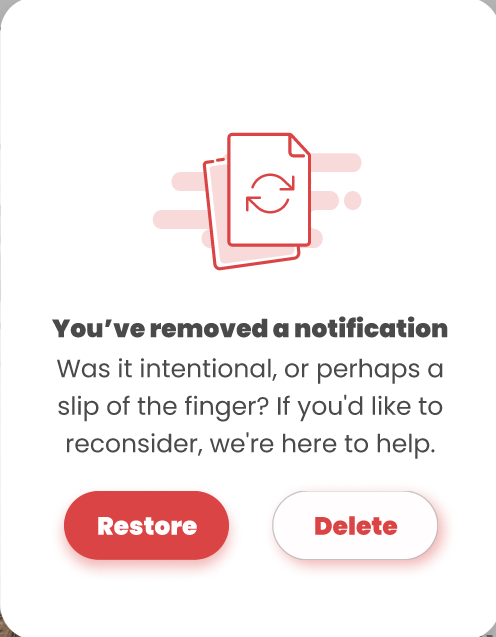 You’ve removed a notification
Was it intentional, or perhaps a
slip of the finger? If you'd like to
reconsider, we're here to help.
Restore
Delete